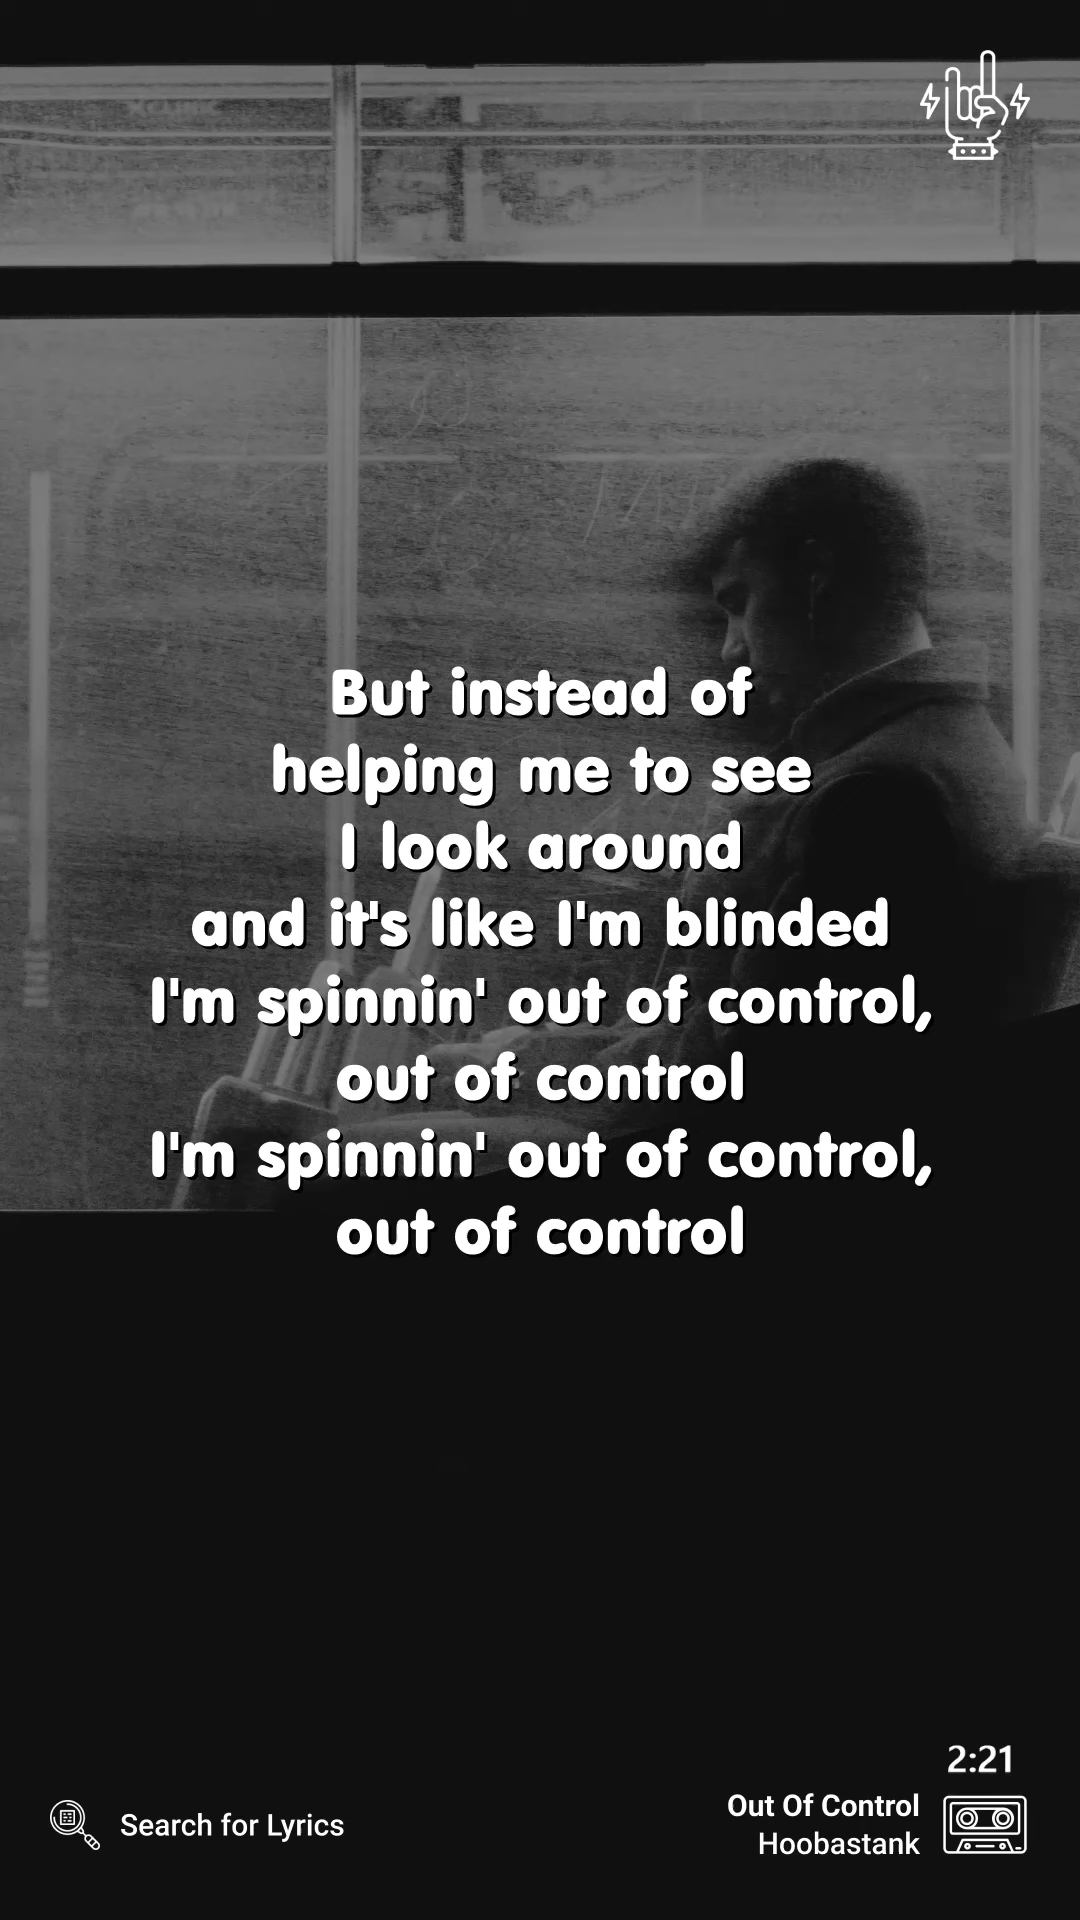 But instead of
helping me to see
I look around
and it's like I'm blinded
I'm spinnin' out of control,
out of control
I'm spinnin' out of control,
out of control
2:21
Out Of Control
Hoobastank
Search for Lyrics